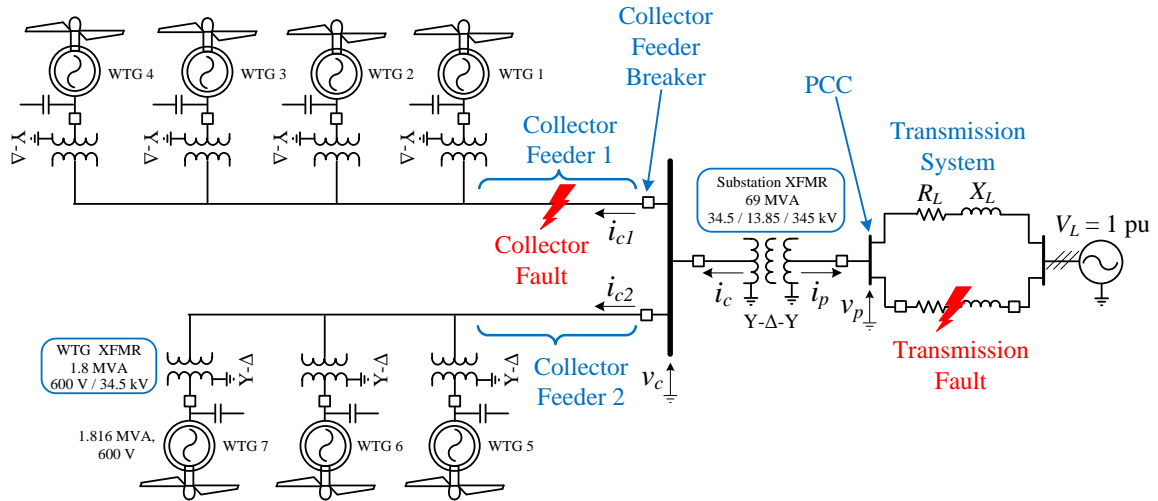 WTG 4
WTG 3
WTG 2
WTG 1
Y-Δ
Y-Δ
Y-Δ
Y-Δ
Collector
Feeder
Breaker
PCC
Collector
Feeder 1
Transmission
System
Substation XFMR
69 MVA
34.5 / 13.85 / 345 kV
R_L
X_L
V_L = 1 pu
i_c1
Collector
Fault
i_c2
i_c
i_p
Y-Δ-Y
v_p
v_c
Transmission
Fault
Collector
Feeder 2
WTG XFMR
1.8 MVA
600 V / 34.5 kV
Y-Δ
Y-Δ
Y-Δ
1.816 MVA,
600 V
WTG 7
WTG 6
WTG 5